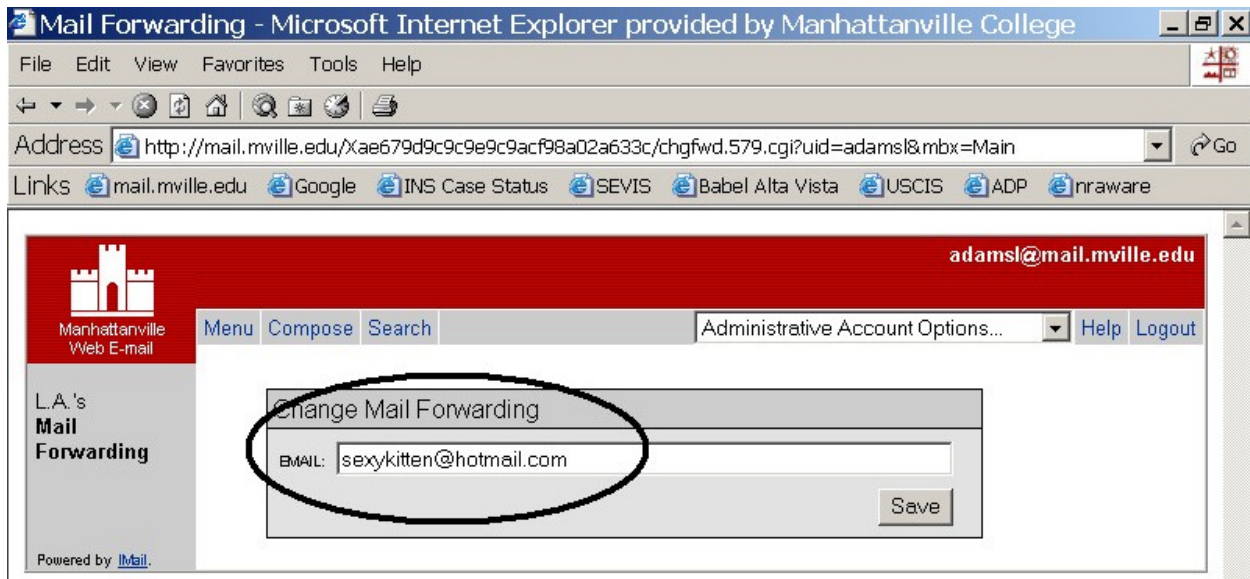 Mail Forwarding - Microsoft Internet Explorer provided by Manhattanville College
File Edit View Favorites Tools Help
Address http://mail.mville.edu/Xae679d9c9c9e9c9acf98a02a633c/chgfwd.579.cgi?uid=adamsl&mbx=Main Go
Links mail.mville.edu Google INS Case Status SEVIS Babel Alta Vista USCIS ADP nraware
adamsl@mail.mville.edu
Manhattanville
Web E-mail
Menu Compose Search Administrative Account Options... Help Logout
L.A.'s
Mail
Forwarding
Change Mail Forwarding
EMAIL: sexykitten@hotmail.com
Save
Powered by IMail.